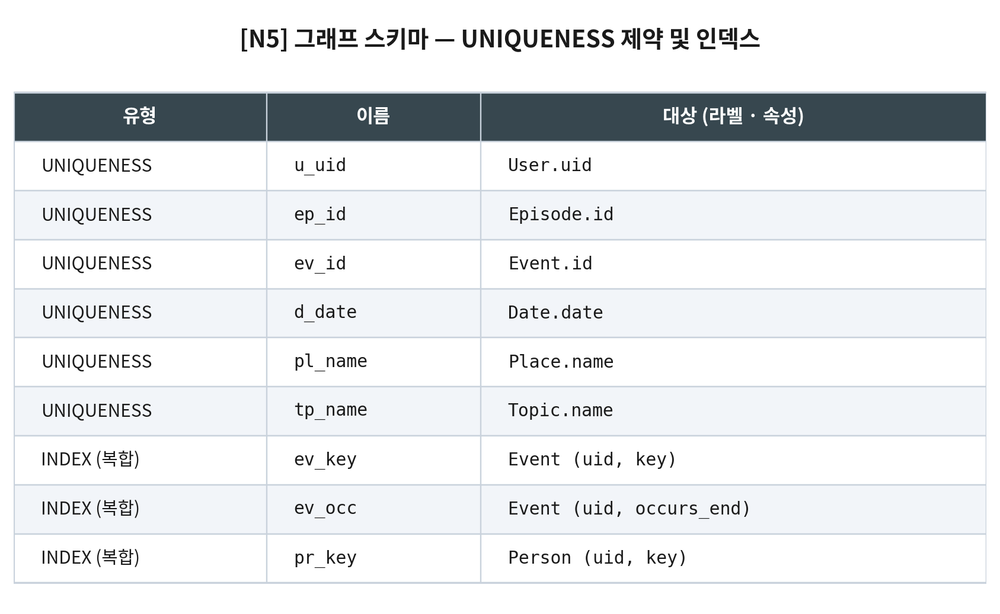 [N5] 그래프 스키마 — UNIQUENESS 제약 및 인덱스
유형 이름 대상 (라벨 · 속성)
UNIQUENESS u_uid User.uid
UNIQUENESS ep_id Episode.id
UNIQUENESS ev_id Event.id
UNIQUENESS d_date Date.date
UNIQUENESS pl_name Place.name
UNIQUENESS tp_name Topic.name
INDEX (복합) ev_key Event (uid, key)
INDEX (복합) ev_occ Event (uid, occurs_end)
INDEX (복합) pr_key Person (uid, key)